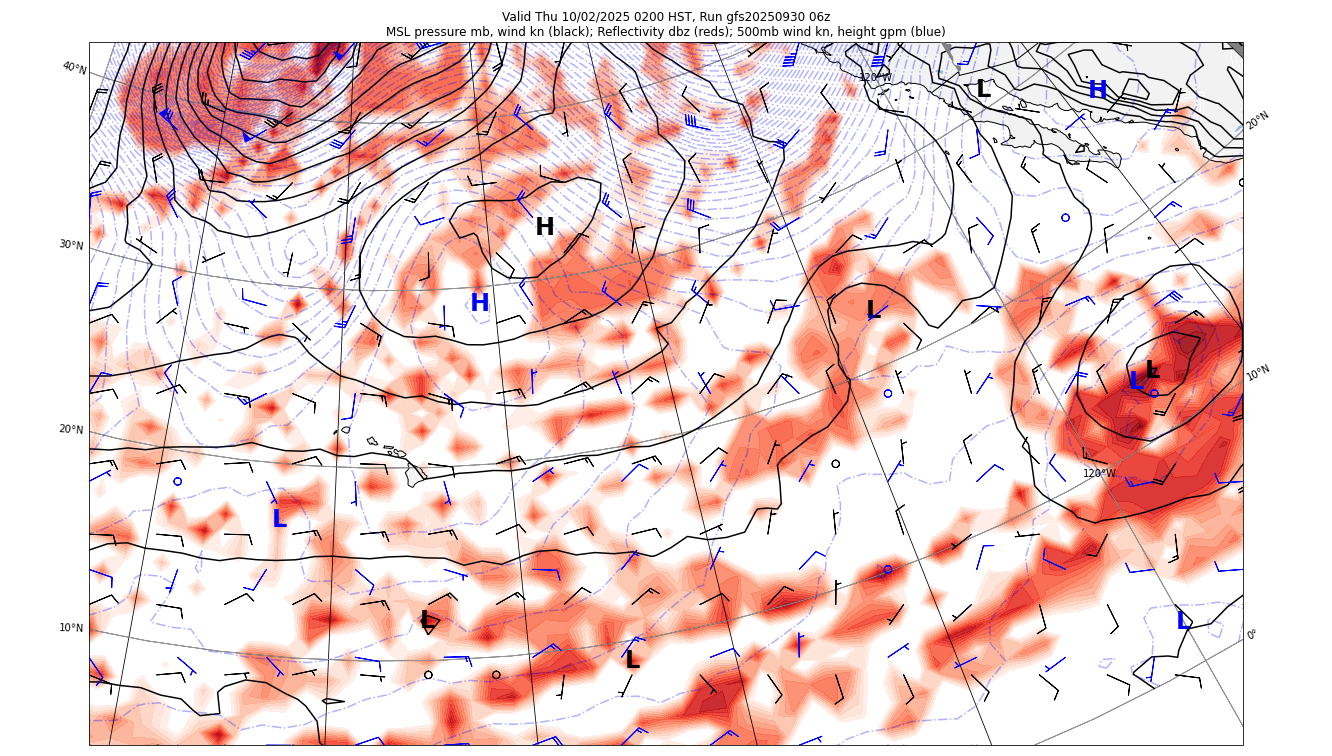 Valid Thu 10/02/2025 0200 HST, Run gfs20250930 06z
MSL pressure mb, wind kn (black); Reflectivity dbz (reds); 500mb wind kn, height gpm (blue)
40°N
120°W
L
H
20°N
H
30°N
H
L
L
L
10°N
20°N
120°W
L
L
L
10°N
L
0°